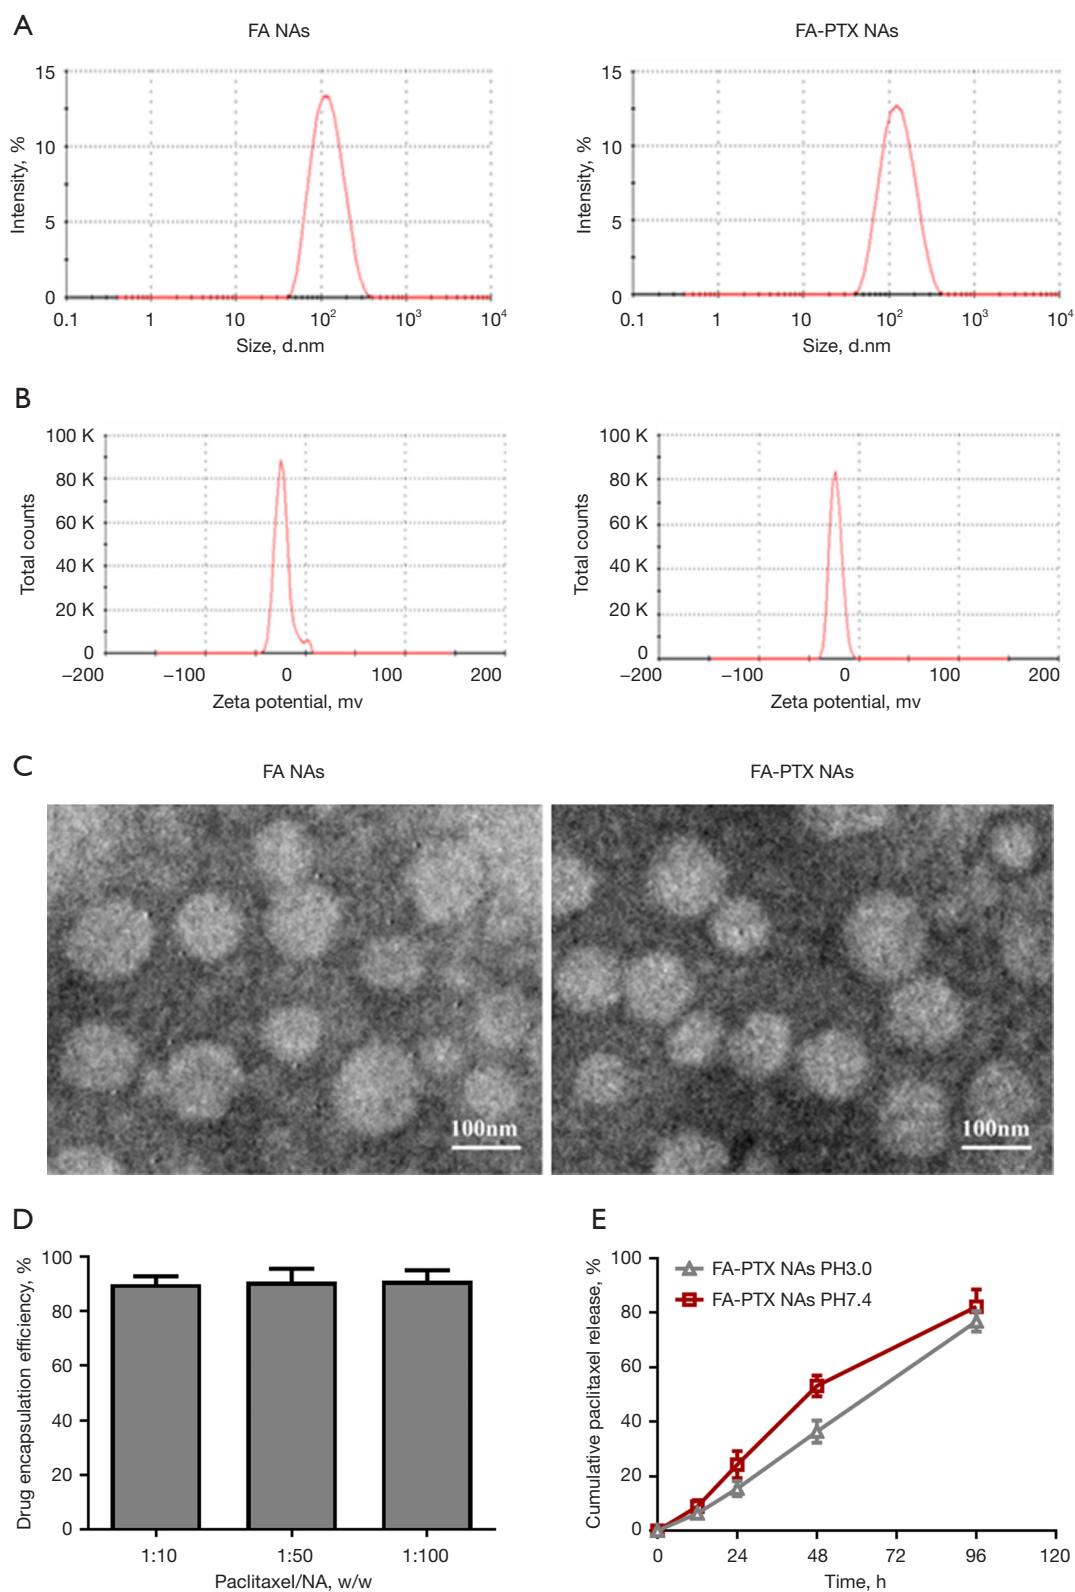 A
FA NAs
FA-PTX NAs
Intensity, %
15
10
5
0
0.1 1 10 10² 10³ 10⁴
Size, d.nm
Intensity, %
15
10
5
0
0.1 1 10 10² 10³ 10⁴
Size, d.nm
B
Total counts
100 K
80 K
60 K
40 K
20 K
0
–200 –100 0 100 200
Zeta potential, mv
Total counts
100 K
80 K
60 K
40 K
20 K
0
–200 –100 0 100 200
Zeta potential, mv
C
FA NAs
FA-PTX NAs
100nm
100nm
D
Drug encapsulation efficiency, %
100
80
60
40
20
0
1:10 1:50 1:100
Paclitaxel/NA, w/w
E
Cumulative paclitaxel release, %
100
80
60
40
20
0
FA-PTX NAs PH3.0
FA-PTX NAs PH7.4
0 24 48 72 96 120
Time, h